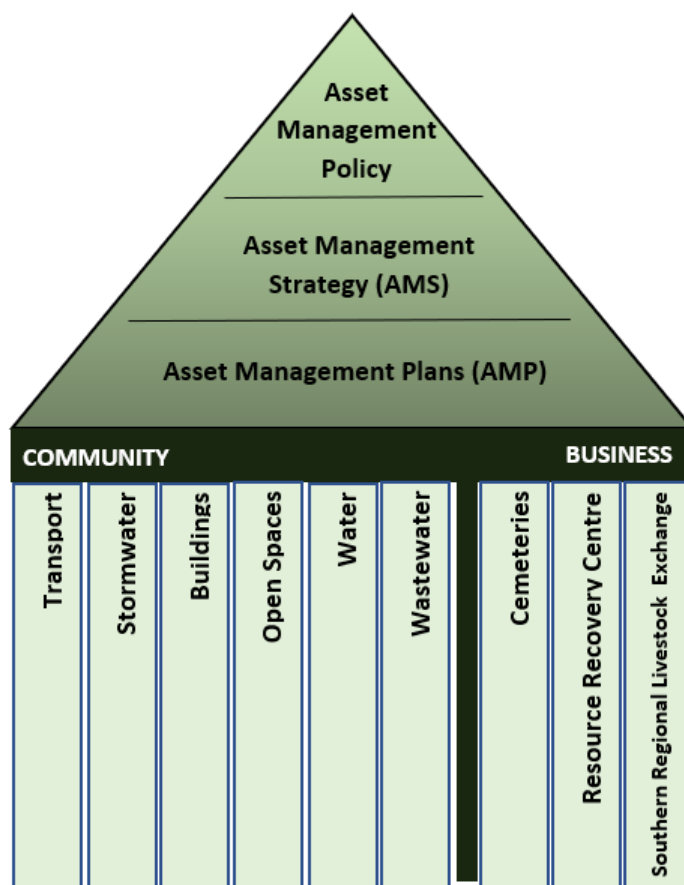 Asset
Management
Policy
Asset Management
Strategy (AMS)
Asset Management Plans (AMP)
COMMUNITY
BUSINESS
Transport
Stormwater
Buildings
Open Spaces
Water
Wastewater
Cemeteries
Resource Recovery Centre
Southern Regional Livestock Exchange